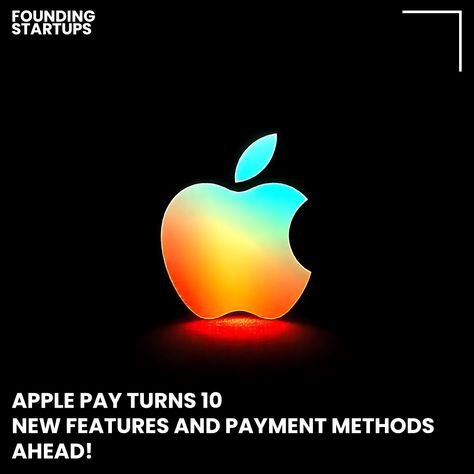 FOUNDING
STARTUPS
APPLE PAY TURNS 10
NEW FEATURES AND PAYMENT METHODS
AHEAD!